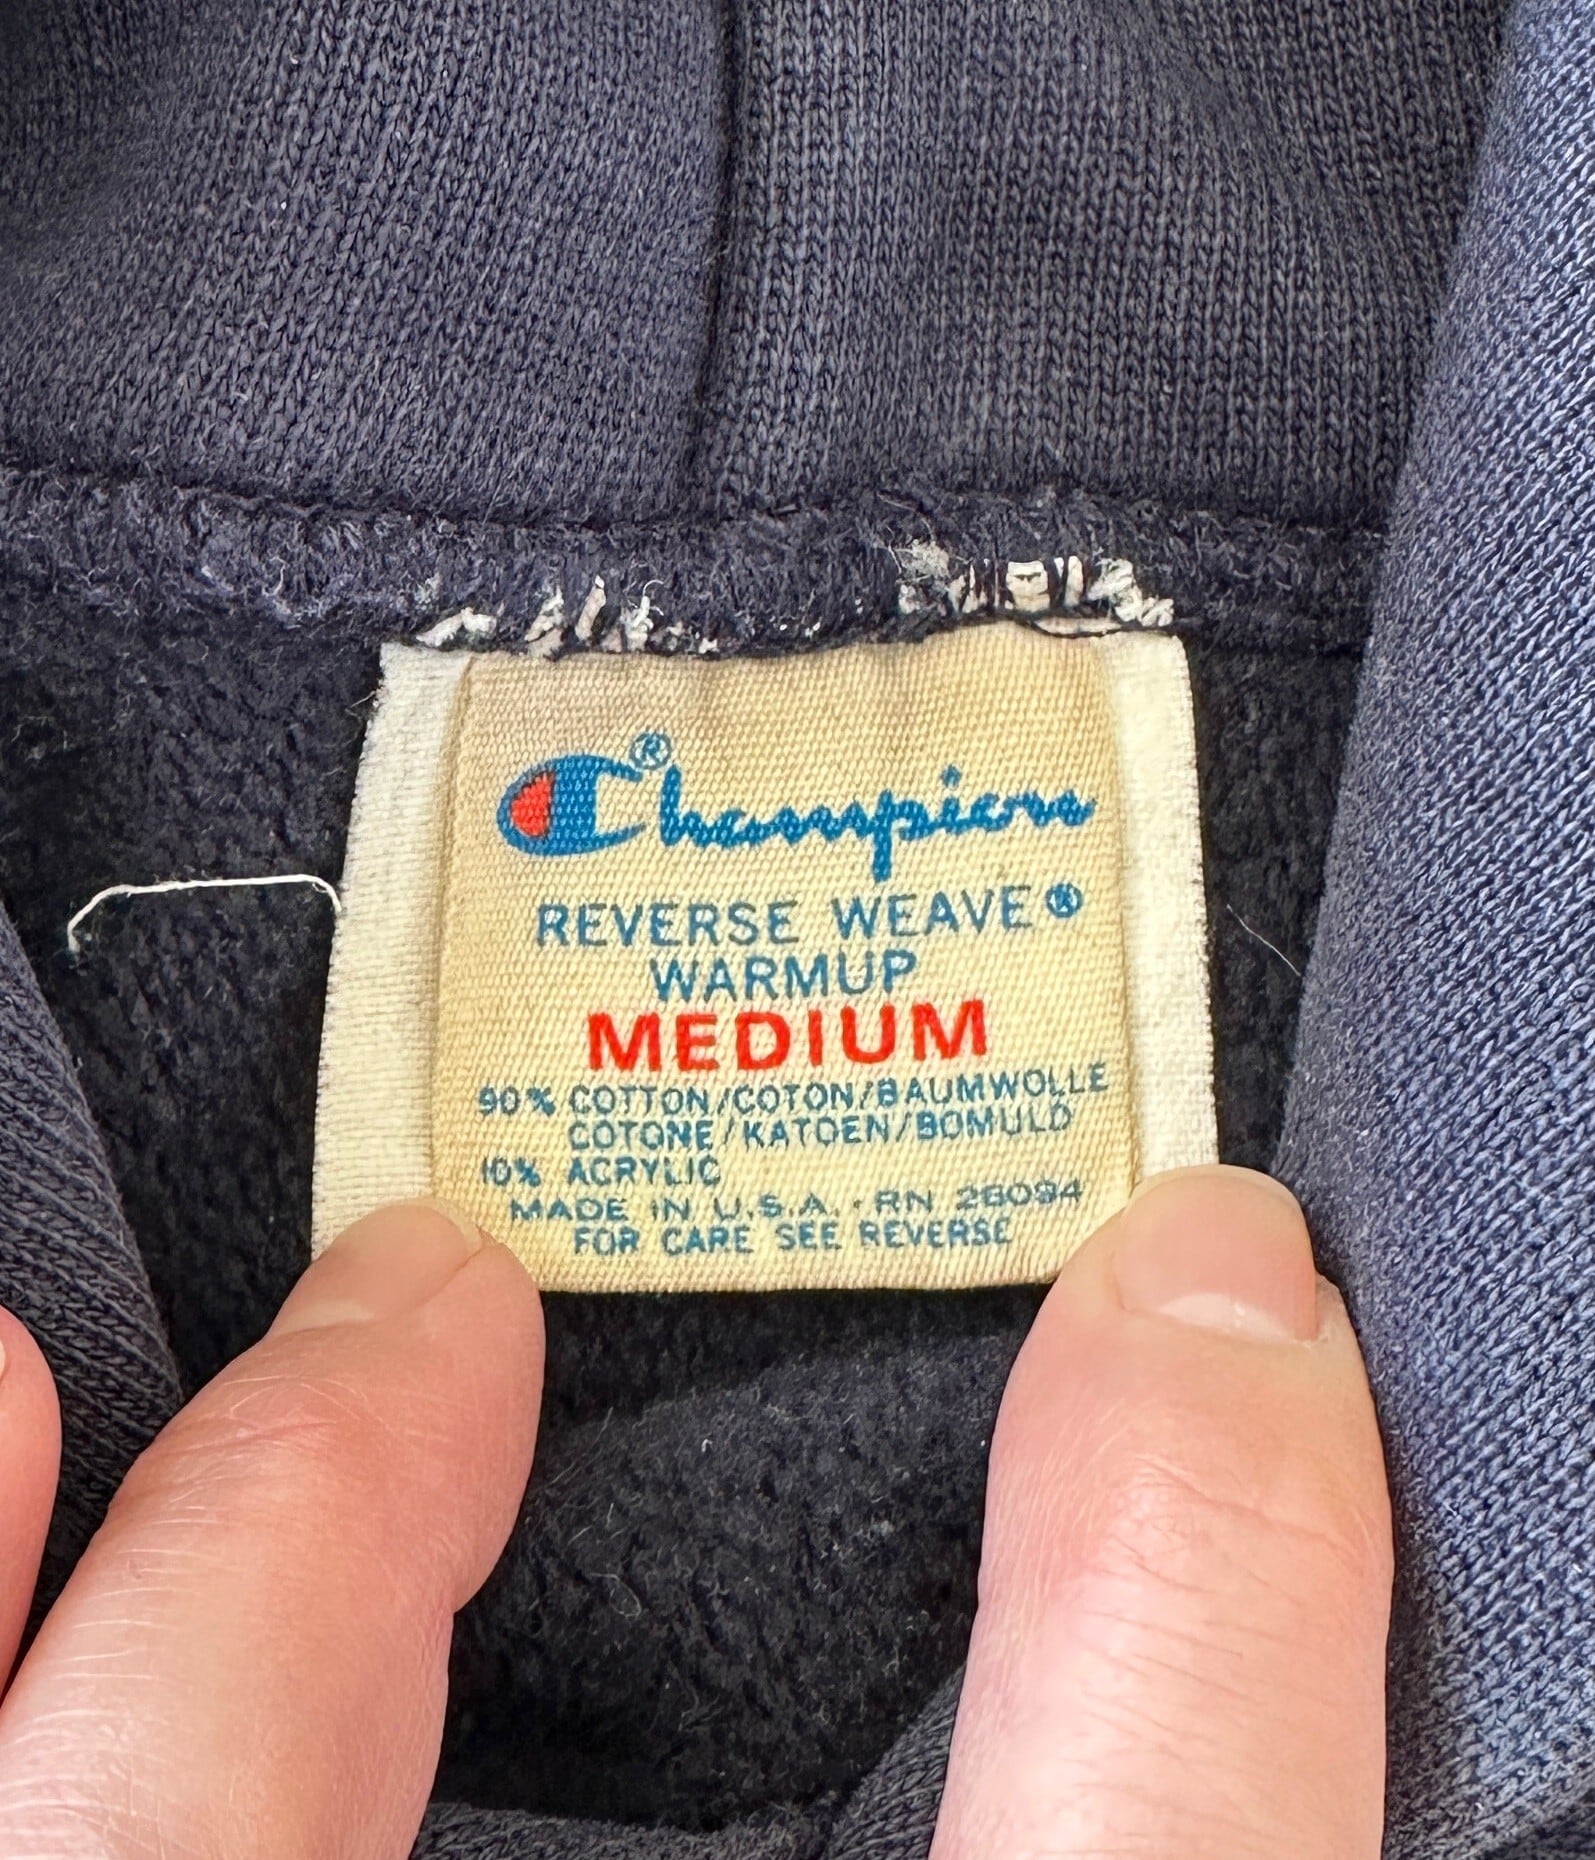 Champion®
REVERSE WEAVE®
WARMUP
MEDIUM
90% COTTON/COTON/BAUMWOLLE
COTONE/KATOEN/BOMULD
10% ACRYLIC
MADE IN U.S.A. · RN 26094
FOR CARE SEE REVERSE